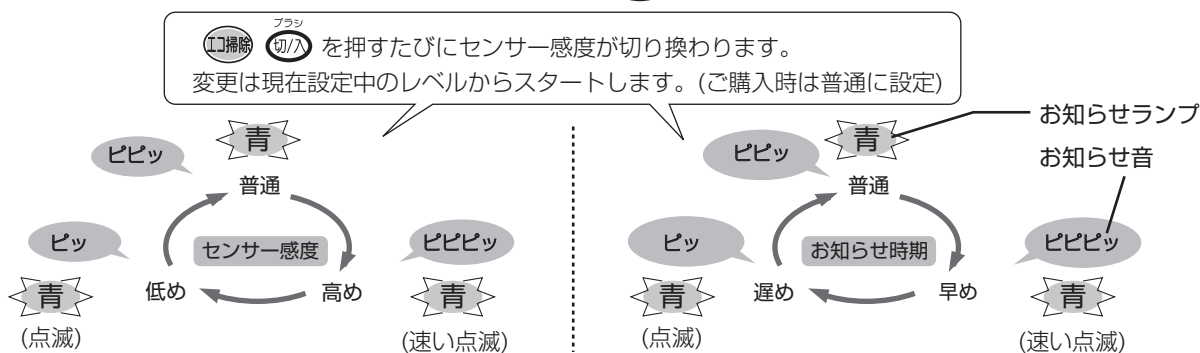 ブラシ
エコ掃除 切/入 を押すたびにセンサー感度が切り換わります。
変更は現在設定中のレベルからスタートします。(ご購入時は普通に設定)
ピピッ
青
普通
ピッ
青
(点滅)
低め
センサー感度
高め
ピピピッ
青
(速い点滅)
ピピッ
青
普通
お知らせランプ
お知らせ音
ピッ
青
(点滅)
遅め
お知らせ時期
早め
ピピピッ
青
(速い点滅)